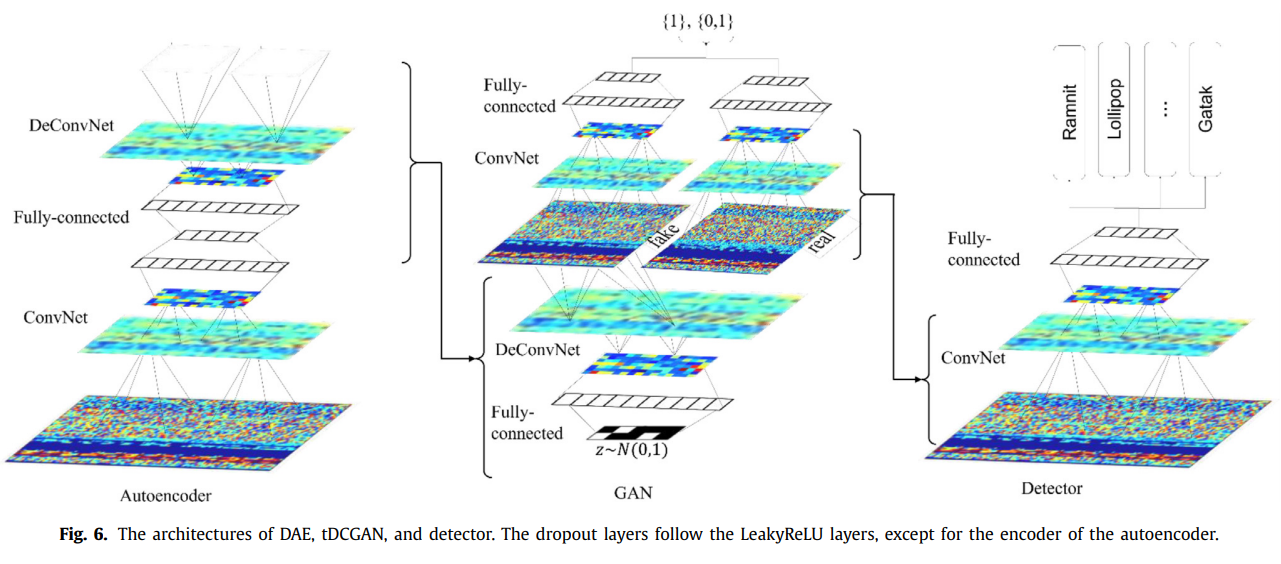 {1}, {0,1}
DeConvNet
Fully-connected
ConvNet
Autoencoder
Fully-
connected
ConvNet
fake
real
DeConvNet
Fully-
connected
z~N(0,1)
GAN
Ramnit
Lollipop
...
Gatak
Fully-
connected
ConvNet
Detector
Fig. 6. The architectures of DAE, tDCGAN, and detector. The dropout layers follow the LeakyReLU layers, except for the encoder of the autoencoder.